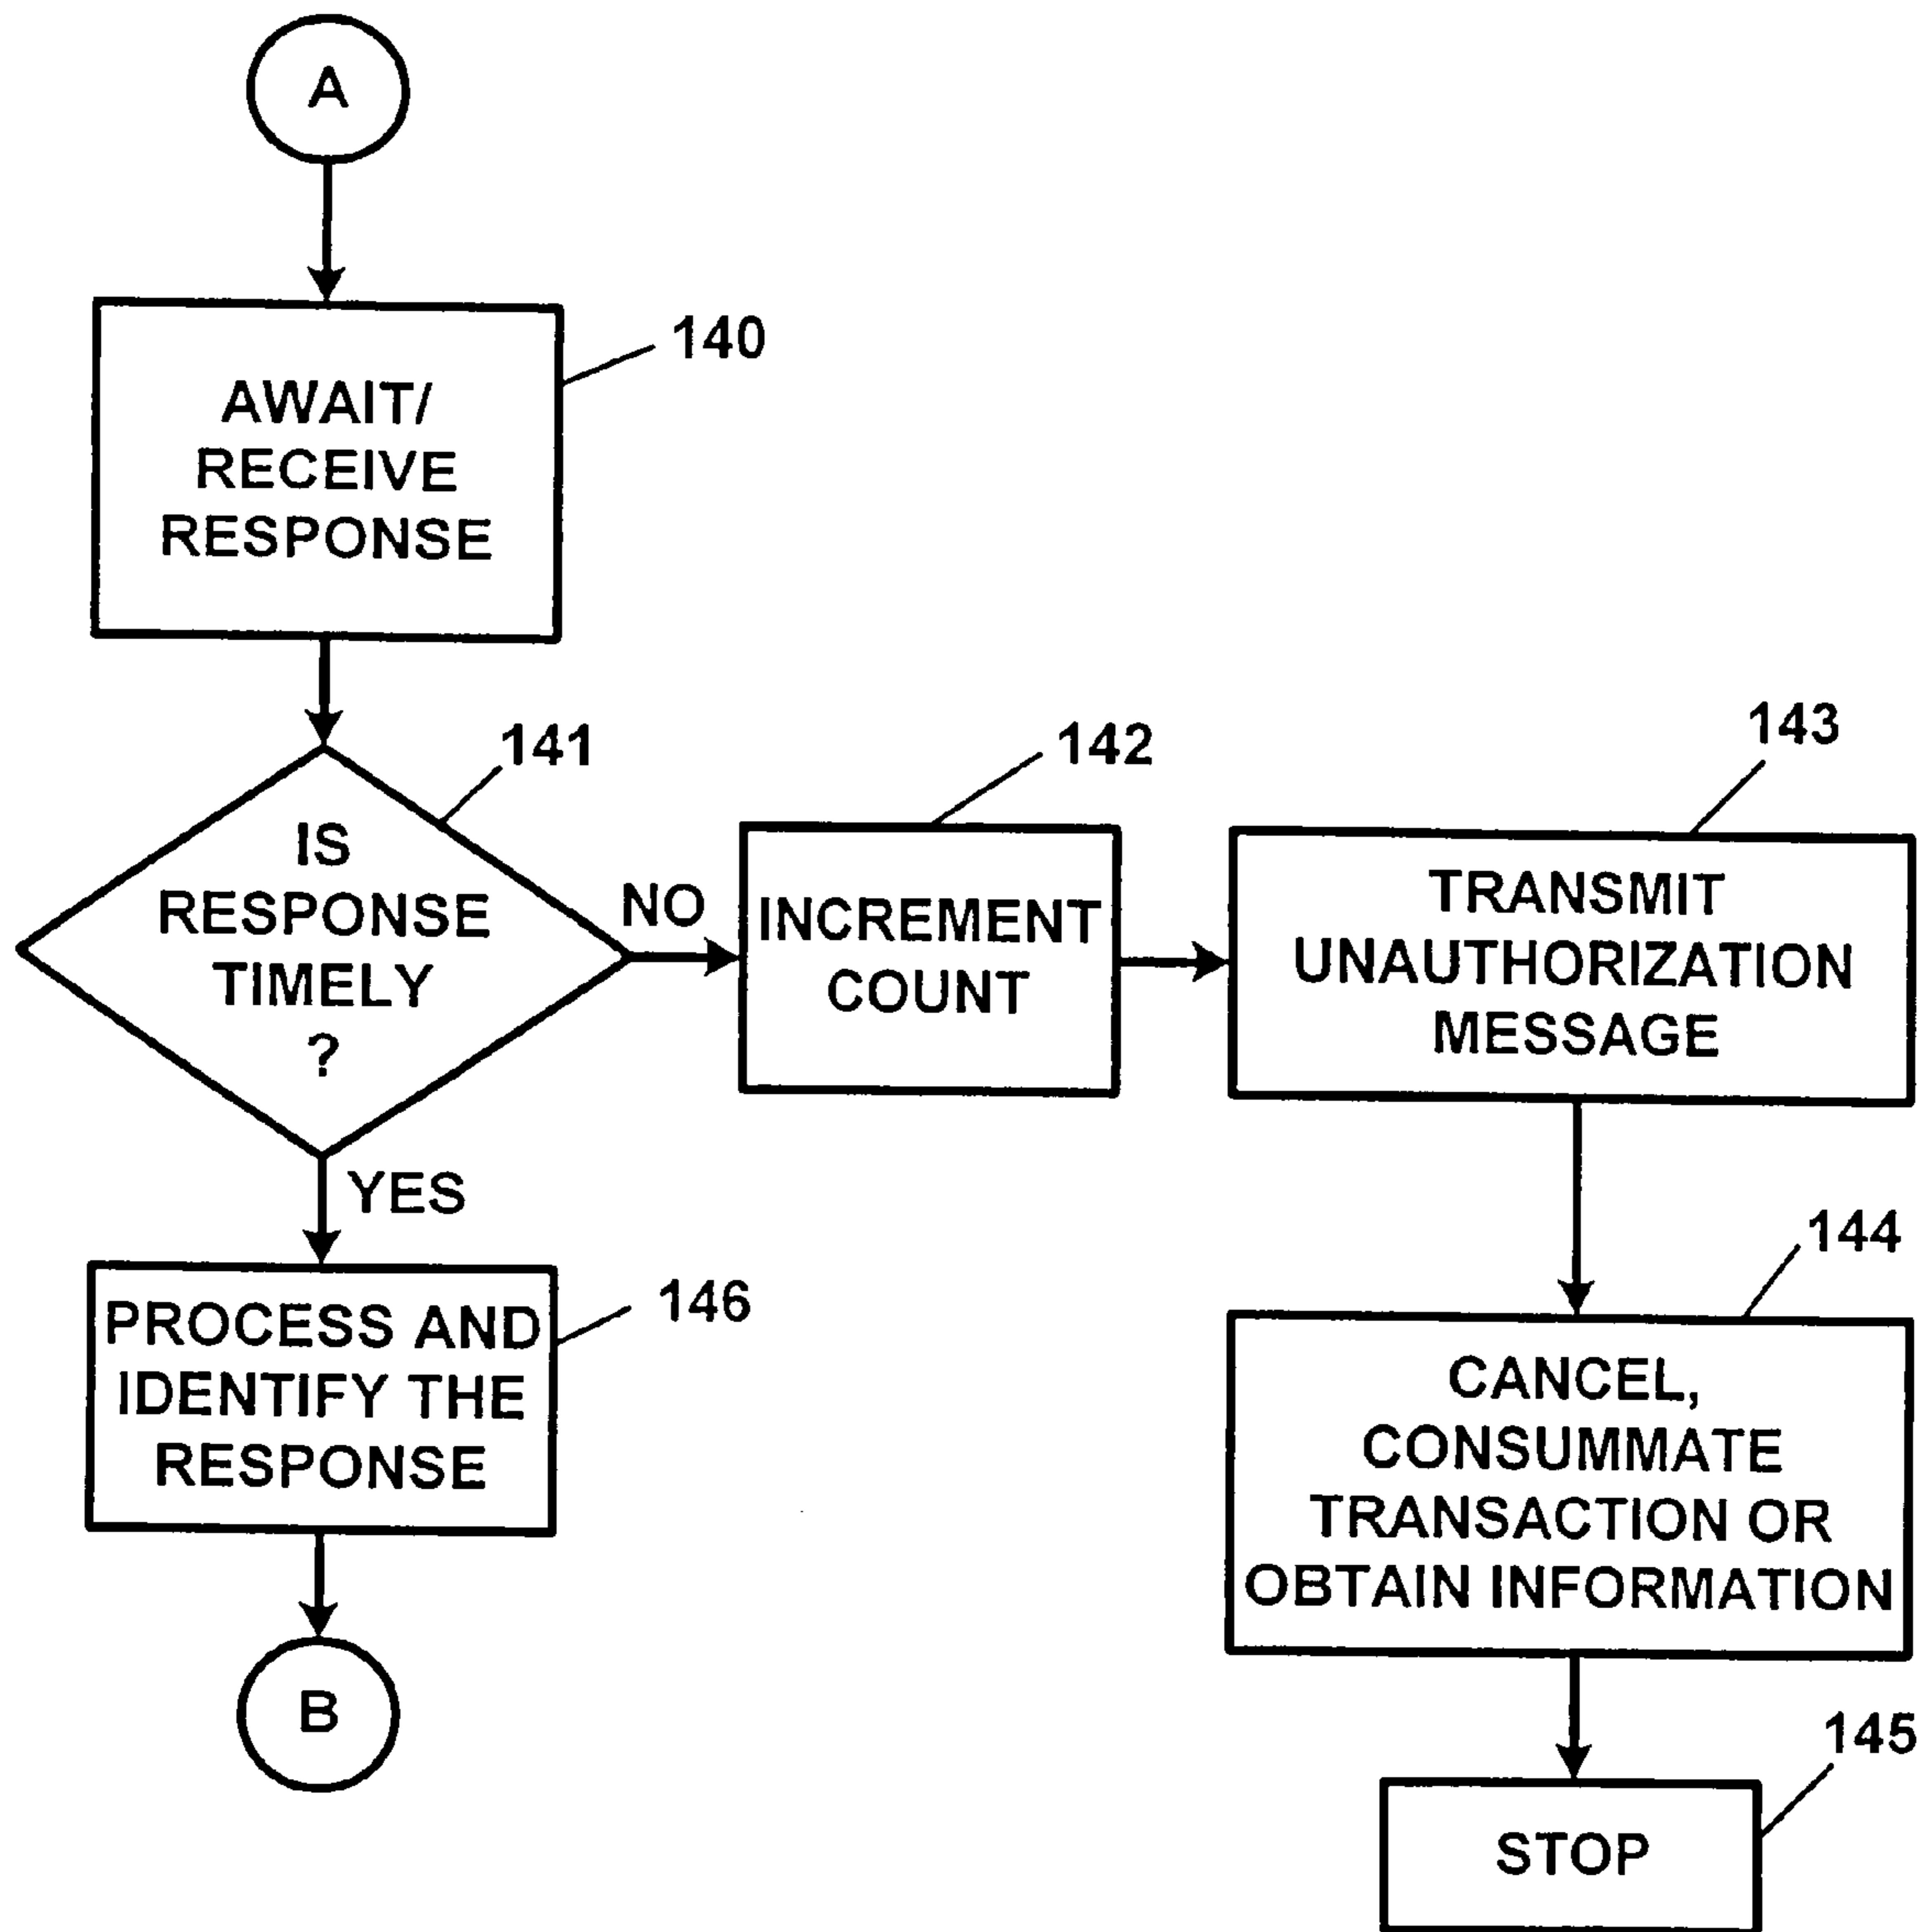 A
140
AWAIT/
RECEIVE
RESPONSE
141
IS
RESPONSE
TIMELY
?
NO
YES
142
INCREMENT
COUNT
143
TRANSMIT
UNAUTHORIZATION
MESSAGE
144
CANCEL,
CONSUMMATE
TRANSACTION OR
OBTAIN INFORMATION
145
STOP
146
PROCESS AND
IDENTIFY THE
RESPONSE
B